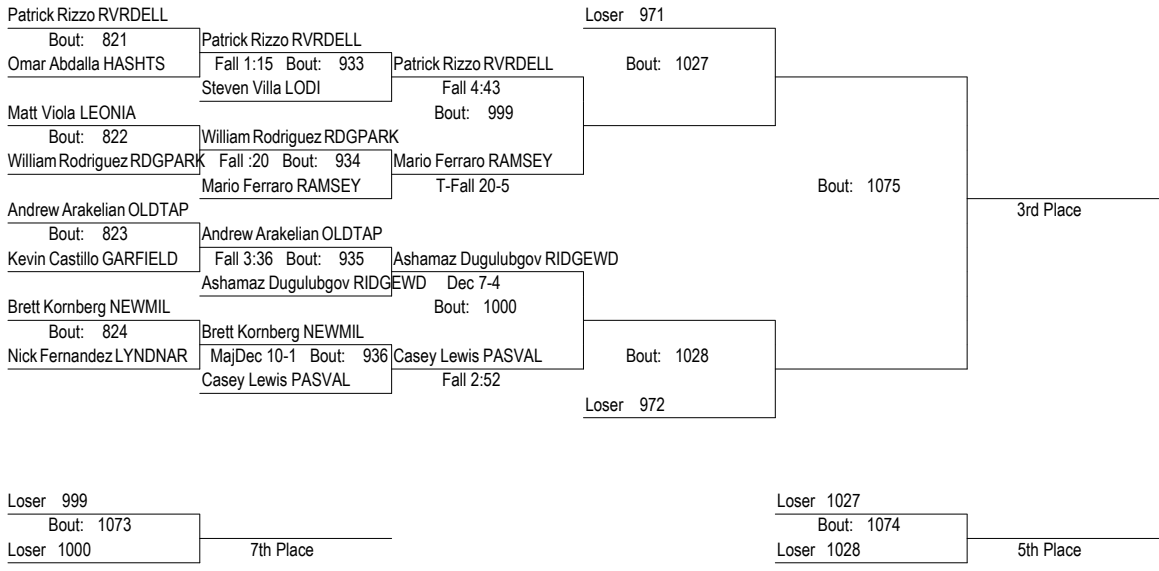 Patrick Rizzo RVRDELL
Bout: 821
Omar Abdalla HASHTS
Matt Viola LEONIA
Bout: 822
William Rodriguez RDGPARK
Andrew Arakelian OLDTAP
Bout: 823
Kevin Castillo GARFIELD
Brett Kornberg NEWMIL
Bout: 824
Nick Fernandez LYNDNAR
Patrick Rizzo RVRDELL
Fall 1:15 Bout: 933
Steven Villa LODI
William Rodriguez RDGPARK
Fall :20 Bout: 934
Mario Ferraro RAMSEY
Andrew Arakelian OLDTAP
Fall 3:36 Bout: 935
Ashamaz Dugulubgov RIDGEWD
Brett Kornberg NEWMIL
MajDec 10-1 Bout: 936
Casey Lewis PASVAL
Patrick Rizzo RVRDELL
Fall 4:43
Bout: 999
Mario Ferraro RAMSEY
T-Fall 20-5
Ashamaz Dugulubgov RIDGEWD
Dec 7-4
Bout: 1000
Casey Lewis PASVAL
Fall 2:52
Loser 971
Bout: 1027
Bout: 1028
Loser 972
Bout: 1075
3rd Place
Loser 999
Bout: 1073
Loser 1000
7th Place
Loser 1027
Bout: 1074
Loser 1028
5th Place